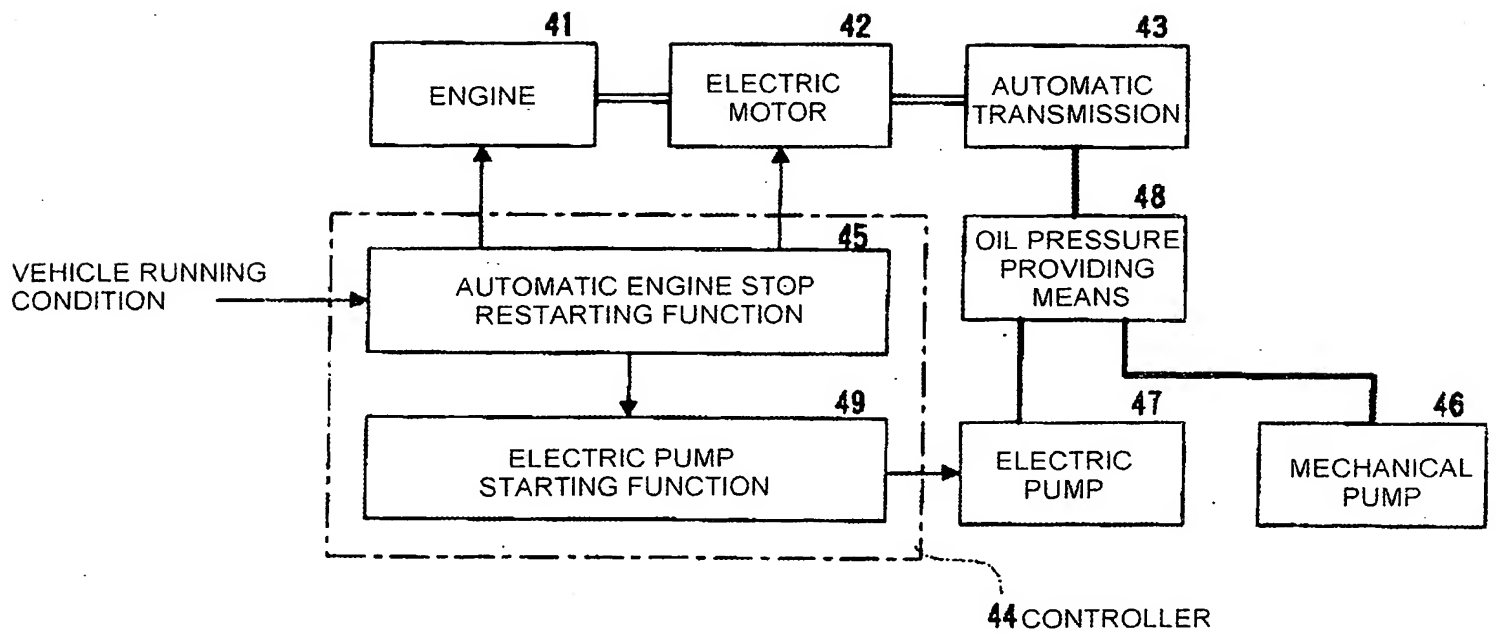 41
42
43
ENGINE
ELECTRIC
MOTOR
AUTOMATIC
TRANSMISSION
48
45
OIL PRESSURE
PROVIDING
MEANS
VEHICLE RUNNING
CONDITION
AUTOMATIC ENGINE STOP
RESTARTING FUNCTION
49
47
46
ELECTRIC PUMP
STARTING FUNCTION
ELECTRIC
PUMP
MECHANICAL
PUMP
44 CONTROLLER